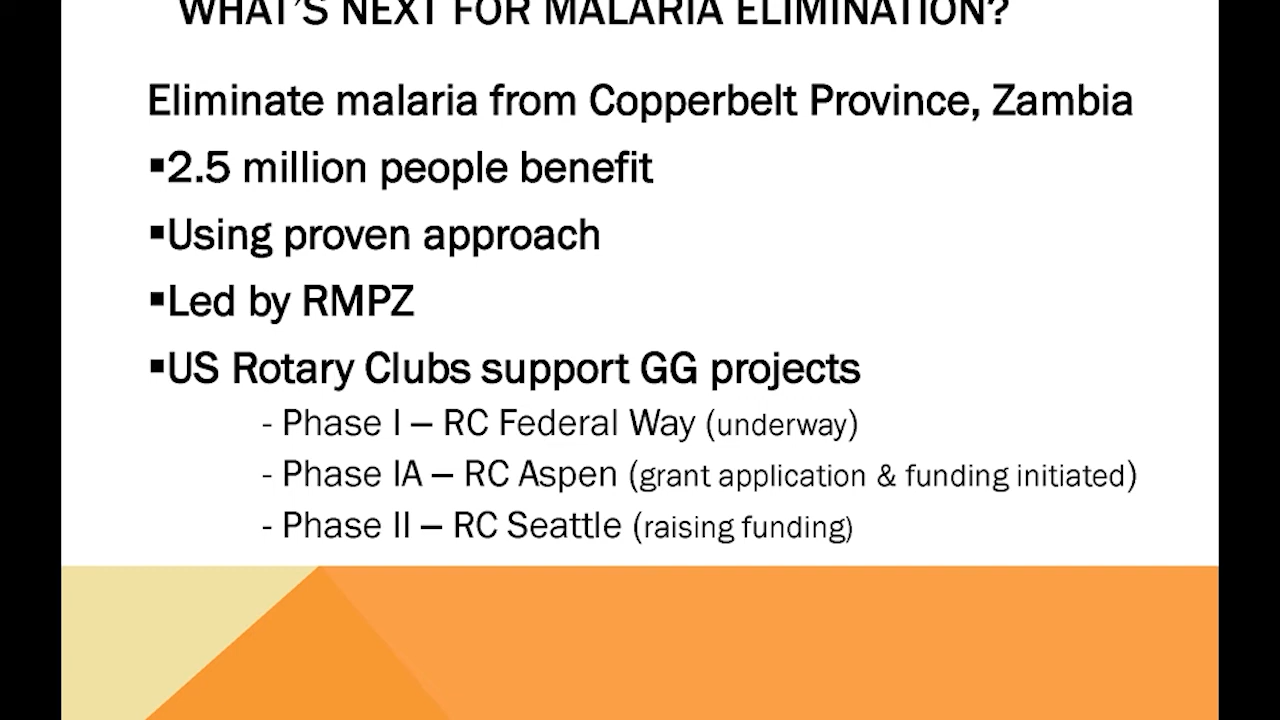 WHAT'S NEXT FOR MALARIA ELIMINATION?
Eliminate malaria from Copperbelt Province, Zambia
▪2.5 million people benefit
▪Using proven approach
▪Led by RMPZ
▪US Rotary Clubs support GG projects
- Phase I – RC Federal Way (underway)
- Phase IA – RC Aspen (grant application & funding initiated)
- Phase II – RC Seattle (raising funding)